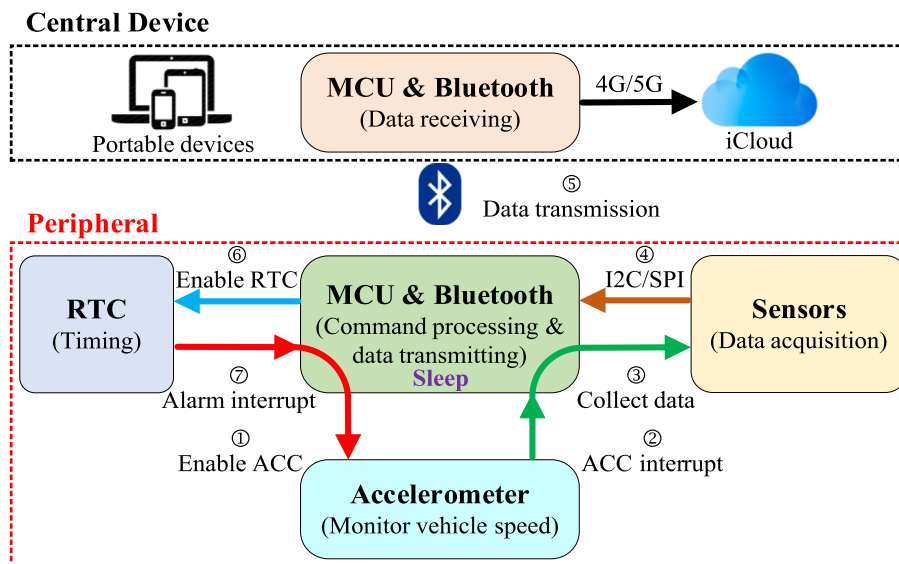 Central Device
MCU & Bluetooth
(Data receiving)
4G/5G
Portable devices
iCloud
⑤
Data transmission
Peripheral
⑥
Enable RTC
④
I2C/SPI
RTC
(Timing)
MCU & Bluetooth
(Command processing &
data transmitting)
Sleep
Sensors
(Data acquisition)
⑦
Alarm interrupt
③
Collect data
①
Enable ACC
②
ACC interrupt
Accelerometer
(Monitor vehicle speed)